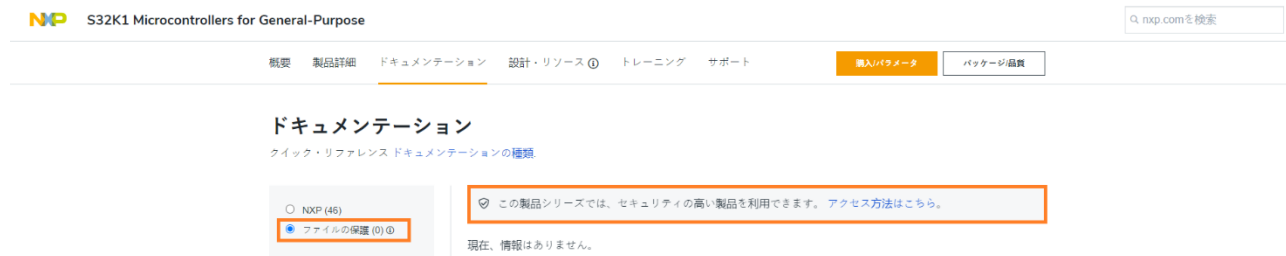 NXP S32K1 Microcontrollers for General-Purpose
nxp.comを検索
概要 製品詳細 ドキュメンテーション 設計・リソース トレーニング サポート
購入/パラメータ パッケージ/品質
ドキュメンテーション
クイック・リファレンス ドキュメンテーションの種類.
NXP (46)
ファイルの保護 (0)
この製品シリーズでは、セキュリティの高い製品を利用できます。 アクセス方法はこちら。
現在、情報はありません。